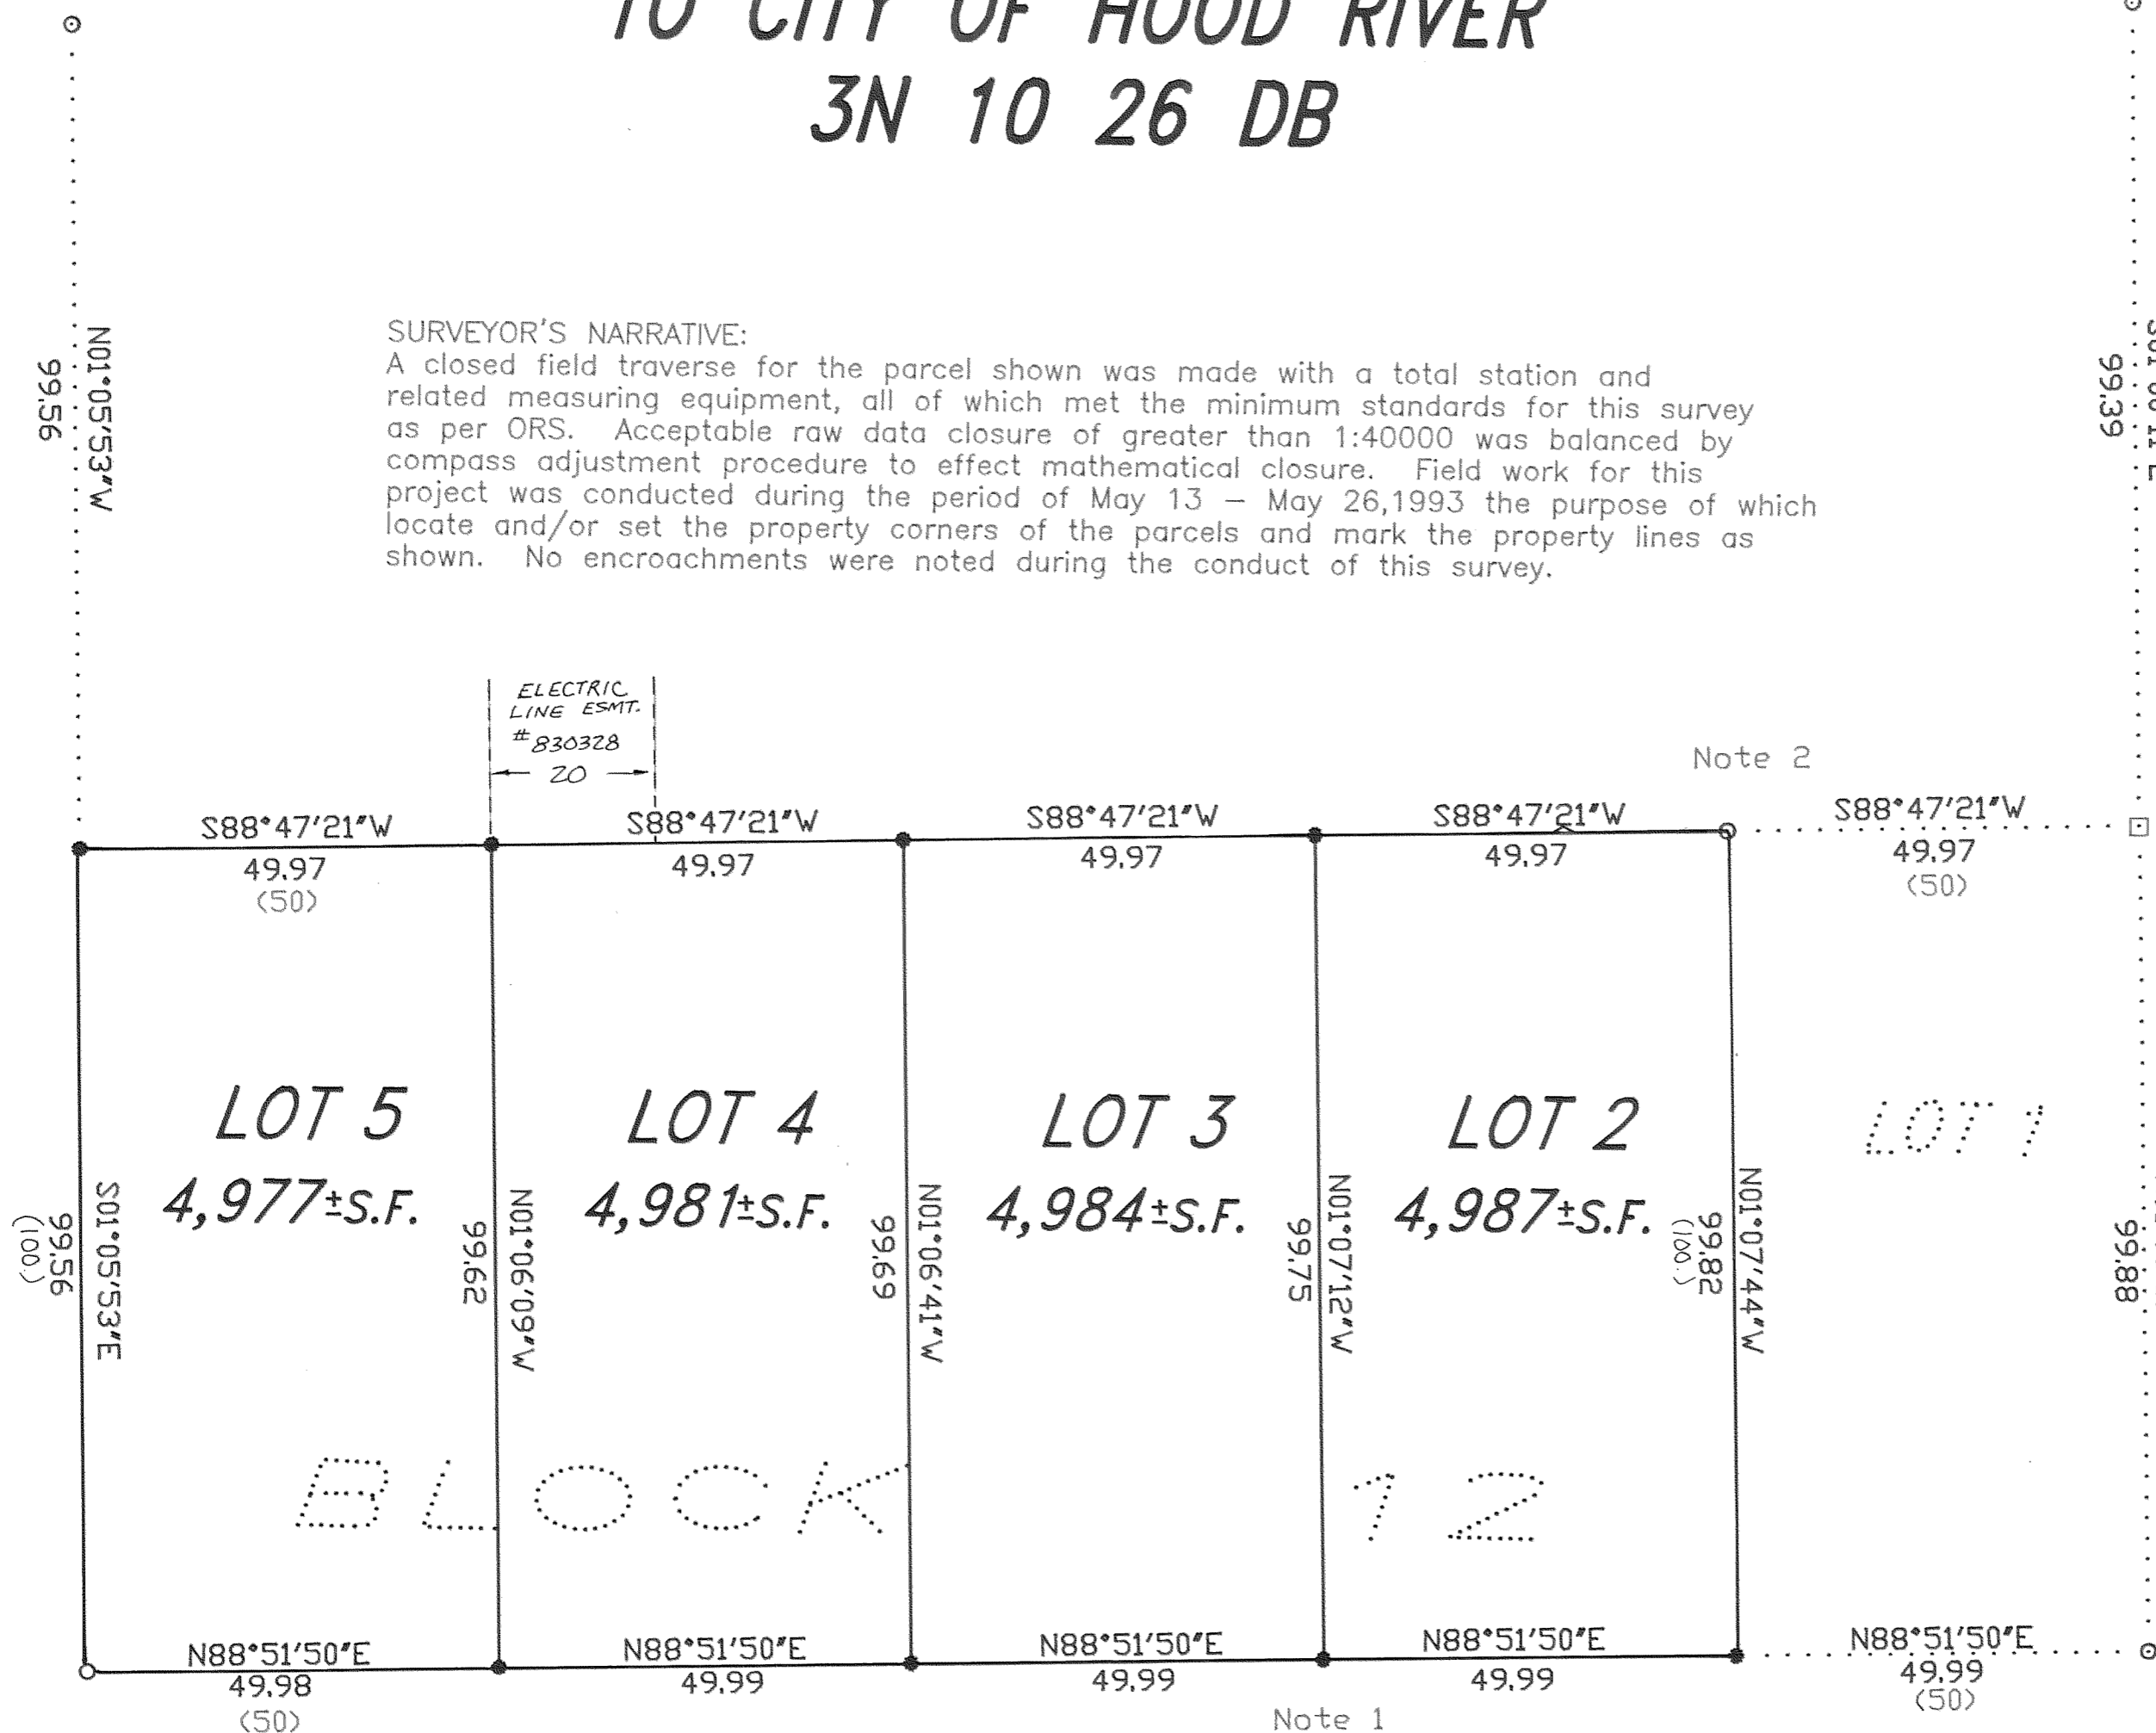 TO CITY OF HOOD RIVER
3N 10 26 DB
N01°05'53"W
99.56
99.39
SURVEYOR'S NARRATIVE:
A closed field traverse for the parcel shown was made with a total station and
related measuring equipment, all of which met the minimum standards for this survey
as per ORS. Acceptable raw data closure of greater than 1:40000 was balanced by
compass adjustment procedure to effect mathematical closure. Field work for this
project was conducted during the period of May 13 – May 26,1993 the purpose of which
locate and/or set the property corners of the parcels and mark the property lines as
shown. No encroachments were noted during the conduct of this survey.
ELECTRIC
LINE ESMT.
#830328
20
Note 2
S88°47'21"W
49.97
(50)
S88°47'21"W
49.97
S88°47'21"W
49.97
S88°47'21"W
49.97
S88°47'21"W
49.97
(50)
LOT 5
4,977±S.F.
LOT 4
4,981±S.F.
LOT 3
4,984±S.F.
LOT 2
4,987±S.F.
LOT 1
S01°05'53"E
99.56
(100.)
N01°06'09"W
99.62
N01°06'41"W
99.69
N01°07'12"W
99.75
N01°07'44"W
99.82
(100.)
99.88
BLOCK 12
N88°51'50"E
49.98
(50)
N88°51'50"E
49.99
N88°51'50"E
49.99
N88°51'50"E
49.99
N88°51'50"E
49.99
(50)
Note 1